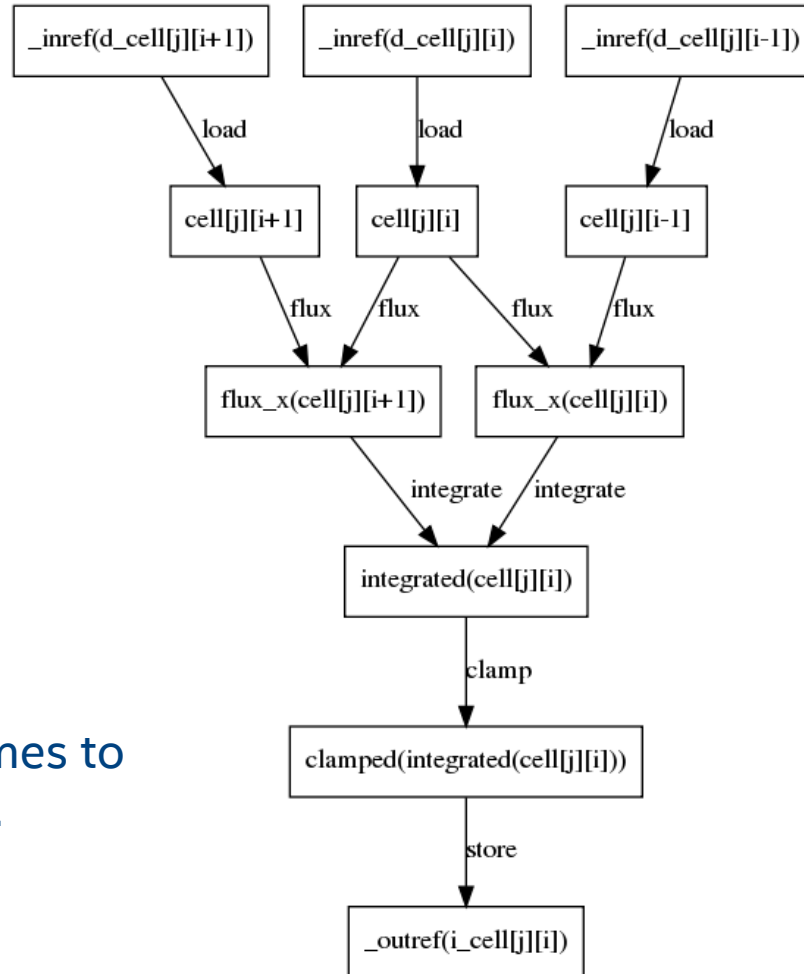 _inref(d_cell[j][i+1]) _inref(d_cell[j][i]) _inref(d_cell[j][i-1])
load load load
cell[j][i+1] cell[j][i] cell[j][i-1]
flux flux flux flux
flux_x(cell[j][i+1]) flux_x(cell[j][i])
integrate integrate
integrated(cell[j][i])
clamp
clamped(integrated(cell[j][i]))
to
store
_outref(i_cell[j][i])